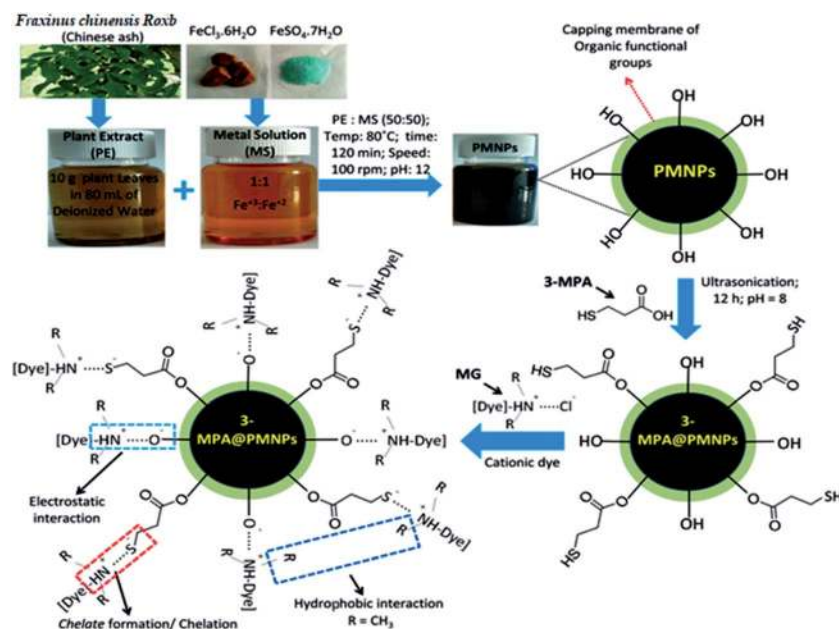 Fraxinus chinensis Roxb
(Chinese ash)
FeCl3.6H2O
FeSO4.7H2O
Plant Extract
(PE)
10 g plant Leaves
in 80 mL of
Deionized Water
+
Metal Solution
(MS)
1:1
Fe+3:Fe+2
PE : MS (50:50);
Temp: 80˚C; time:
120 min; Speed:
100 rpm; pH: 12
PMNPs
Capping membrane of
Organic functional
groups
OH
HO
OH
HO
PMNPs
OH
HO
OH
OH
3-MPA
HS
O
OH
Ultrasonication;
12 h; pH = 8
HS
O
O
OH
SH
O
O
HO
3-
MPA@PMNPs
OH
HS
O
O
OH
O
O
SH
MG
R
[Dye]-HN+
Cl-
R
Cationic dye
R
NH-Dye]
+
R
O-
R
NH-Dye]
+
R
S-
O
O
R
[Dye]-HN+
R
S-
O
O
3-
MPA@PMNPs
[Dye-HN+
O-
R
R
O-
R
+
NH-Dye]
R
Electrostatic
interaction
O
O
S-
R
[Dye]-HN+
R
Chelate formation/ Chelation
O-
R
+
R
NH-Dye]
O
O
S-
R
+
R
NH-Dye]
Hydrophobic interaction
R = CH3